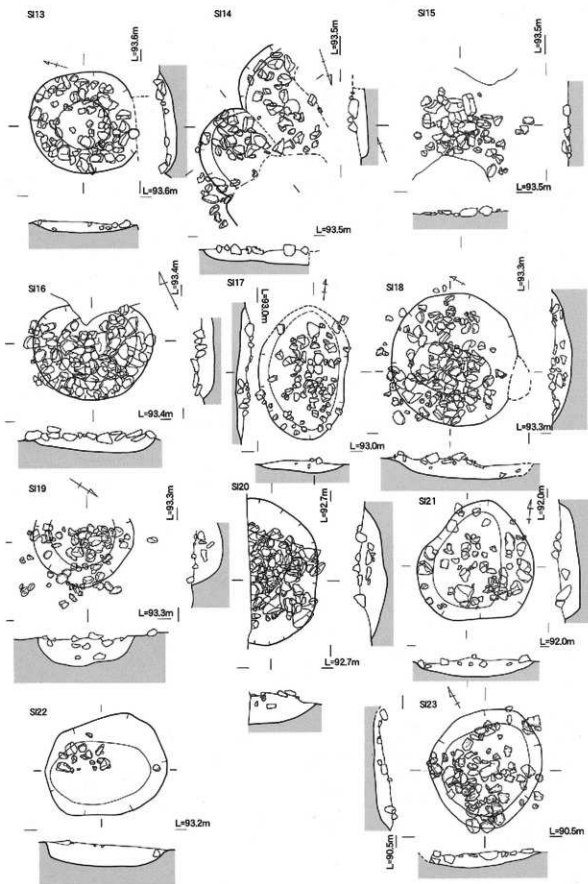 SI13
L=93.6m
L=93.6m
SI14
L=93.5m
L=93.5m
SI15
L=93.5m
L=93.5m
SI16
L=93.4m
L=93.4m
SI17
L=93.0m
L=93.0m
SI18
L=93.3m
L=93.3m
SI19
L=93.3m
L=93.3m
SI20
L=92.7m
L=92.7m
SI21
L=92.0m
L=92.0m
SI22
L=93.2m
SI23
L=90.5m
L=90.5m